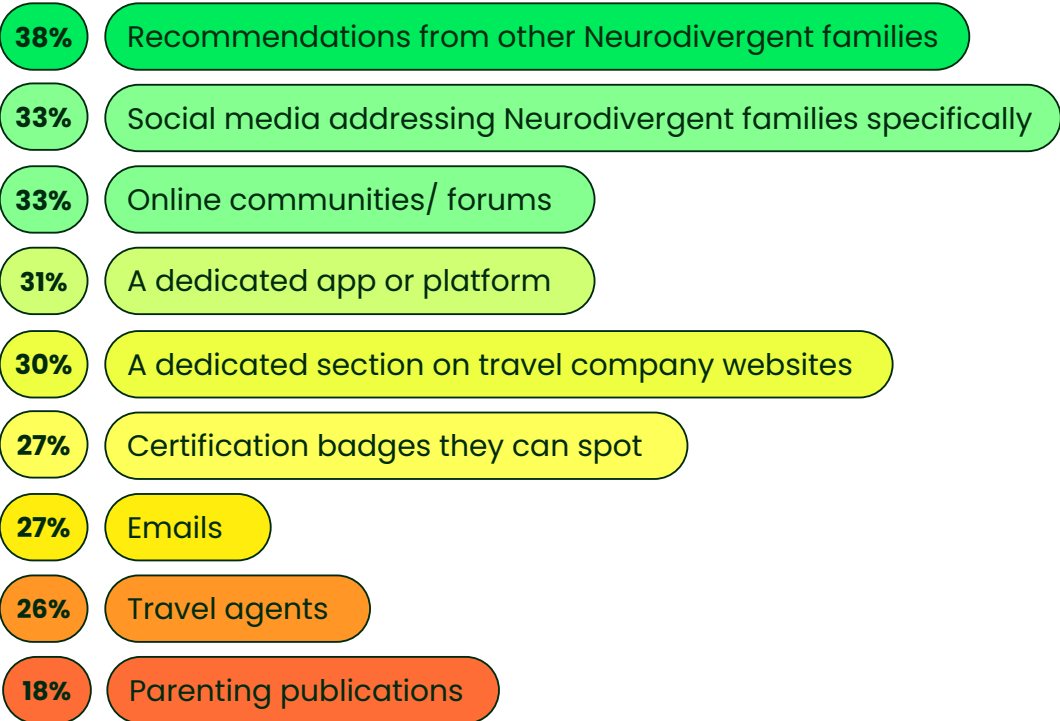 38% Recommendations from other Neurodivergent families
33% Social media addressing Neurodivergent families specifically
33% Online communities/ forums
31% A dedicated app or platform
30% A dedicated section on travel company websites
27% Certification badges they can spot
27% Emails
26% Travel agents
18% Parenting publications